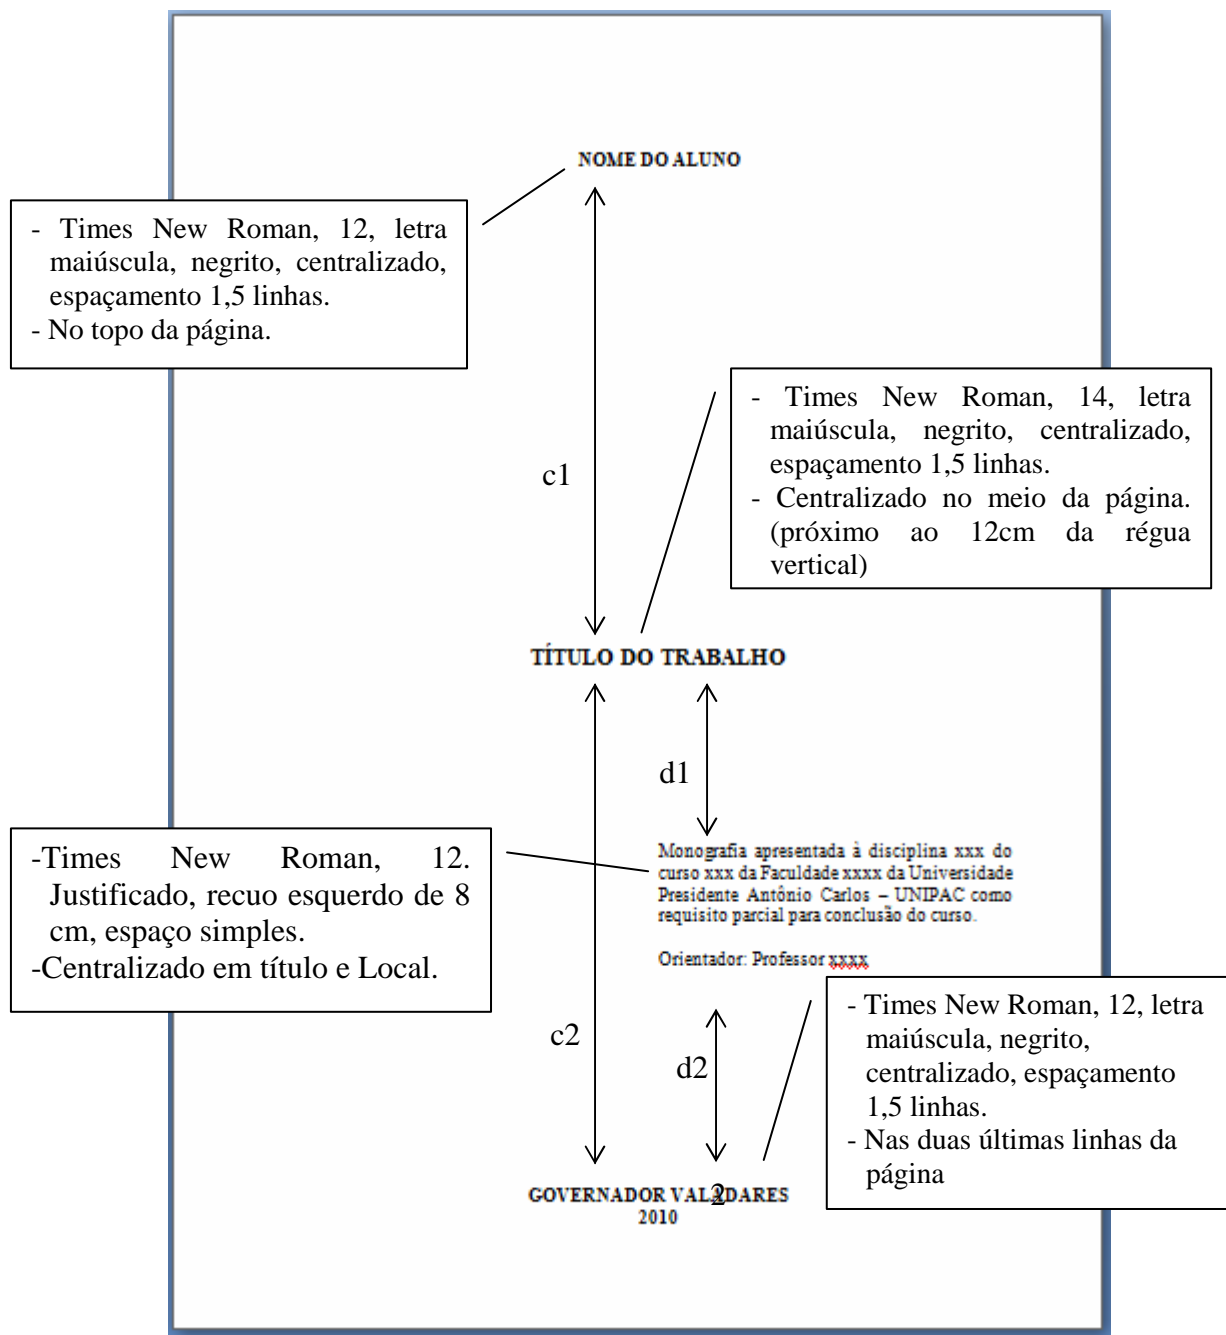 NOME DO ALUNO
- Times New Roman, 12, letra
maiúscula, negrito, centralizado,
espaçamento 1,5 linhas.
- No topo da página.
- Times New Roman, 14, letra
maiúscula, negrito, centralizado,
espaçamento 1,5 linhas.
- Centralizado no meio da página.
(próximo ao 12cm da régua
vertical)
c1
TÍTULO DO TRABALHO
d1
-Times New Roman, 12.
Justificado, recuo esquerdo de 8
cm, espaço simples.
-Centralizado em título e Local.
Monografia apresentada à disciplina xxx do
curso xxx da Faculdade xxxx da Universidade
Presidente Antônio Carlos – UNIPAC como
requisito parcial para conclusão do curso.
Orientador: Professor xxxx
c2
d2
- Times New Roman, 12, letra
maiúscula, negrito,
centralizado, espaçamento
1,5 linhas.
- Nas duas últimas linhas da
página
GOVERNADOR VALADARES
2
2010